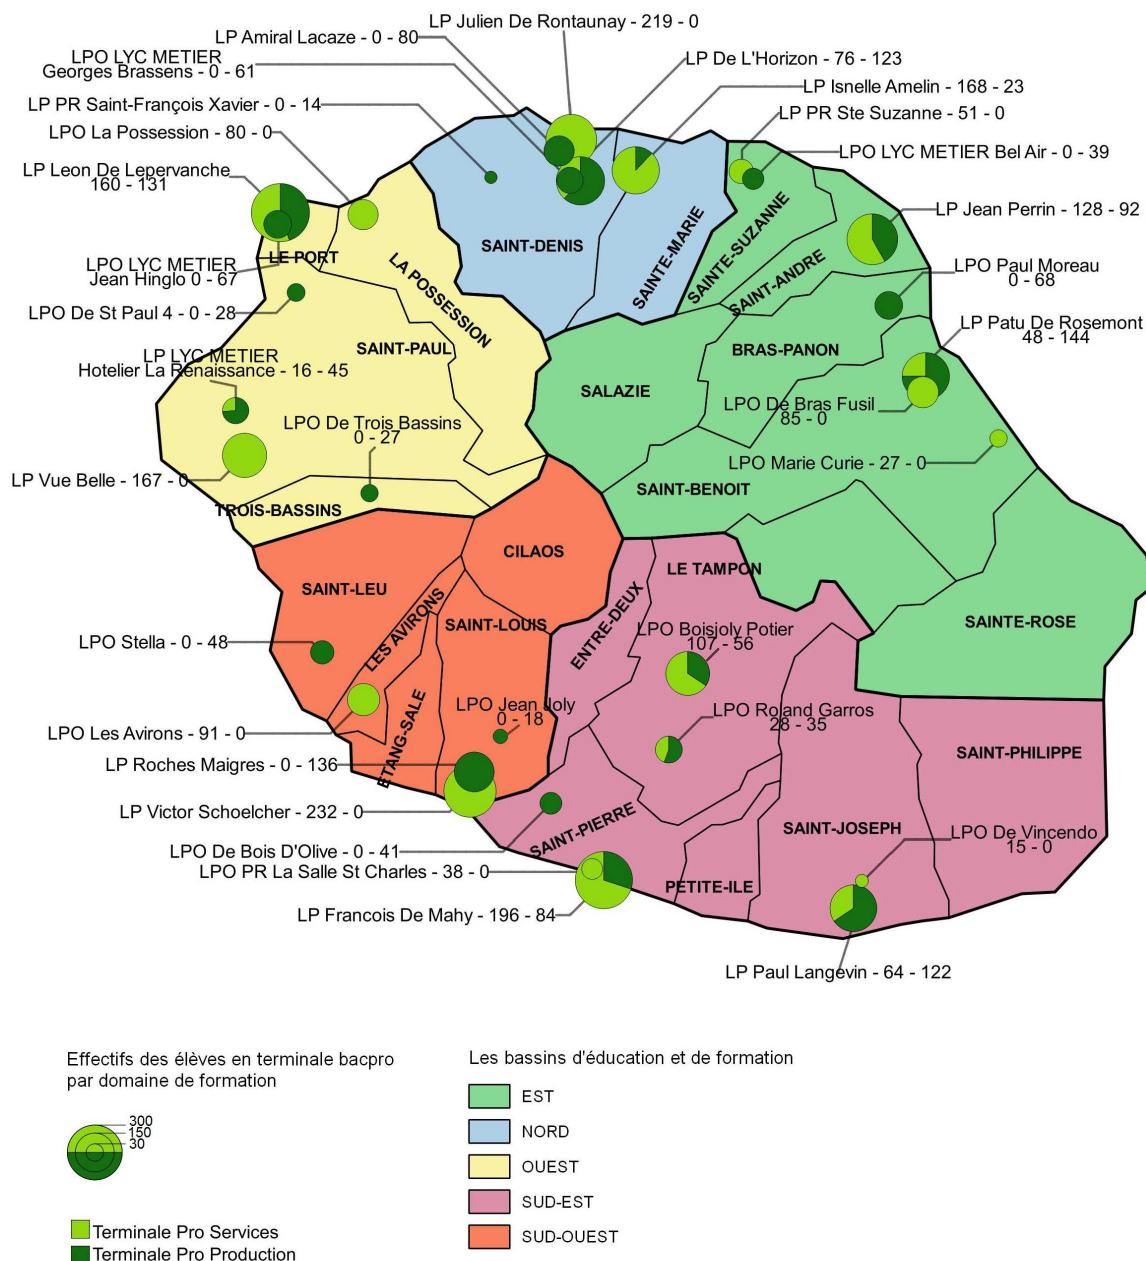 LP Julien De Rontaunay - 219 - 0
LP Amiral Lacaze - 0 - 80
LPO LYC METIER
Georges Brassens - 0 - 61
LP De L'Horizon - 76 - 123
LP Isnelle Amelin - 168 - 23
LP PR Saint-François Xavier - 0 - 14
LP PR Ste Suzanne - 51 - 0
LPO La Possession - 80 - 0
LPO LYC METIER Bel Air - 0 - 39
LP Leon De Lepervanche
160 - 131
LP Jean Perrin - 128 - 92
SAINT-DENIS
SAINTE-MARIE
SAINTE-SUZANNE
LE PORT
LA POSSESSION
SAINT-ANDRE
LPO LYC METIER
Jean Hinglo 0 - 67
LPO Paul Moreau
0 - 68
LPO De St Paul 4 - 0 - 28
LP Patu De Rosemont
48 - 144
SAINT-PAUL
BRAS-PANON
LP LYC METIER
Hotelier La Renaissance - 16 - 45
SALAZIE
LPO De Bras Fusil
85 - 0
LPO De Trois Bassins
0 - 27
LPO Marie Curie - 27 - 0
LP Vue Belle - 167 - 0
SAINT-BENOIT
TROIS-BASSINS
CILAOS
LE TAMPON
SAINT-LEU
LES AVIRONS
SAINT-LOUIS
ENTRE-DEUX
SAINTE-ROSE
LPO Stella - 0 - 48
LPO Boisjoly Potier
107 - 56
LPO Jean Joly
0 - 18
LPO Roland Garros
28 - 35
LPO Les Avirons - 91 - 0
ETANG-SALE
SAINT-PHILIPPE
LP Roches Maigres - 0 - 136
LP Victor Schoelcher - 232 - 0
SAINT-PIERRE
SAINT-JOSEPH
LPO De Vincendo
15 - 0
LPO De Bois D'Olive - 0 - 41
LPO PR La Salle St Charles - 38 - 0
PETITE-ILE
LP Francois De Mahy - 196 - 84
LP Paul Langevin - 64 - 122
Effectifs des élèves en terminale bacpro
par domaine de formation
300
150
30
Terminale Pro Services
Terminale Pro Production
Les bassins d'éducation et de formation
EST
NORD
OUEST
SUD-EST
SUD-OUEST